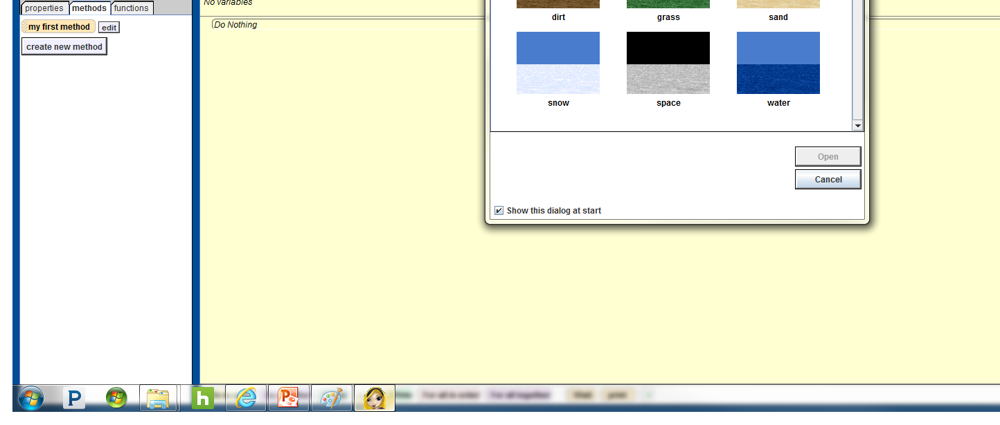 properties methods functions
No variables
my first method edit
Do Nothing
create new method
dirt grass sand
snow space water
Open
Cancel
Show this dialog at start
P h P
For all in order For all together Wait print